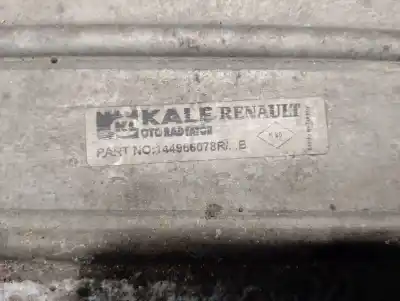 KALE RENAULT
OTO RADYATÖR
PART NO:144966078R/ B